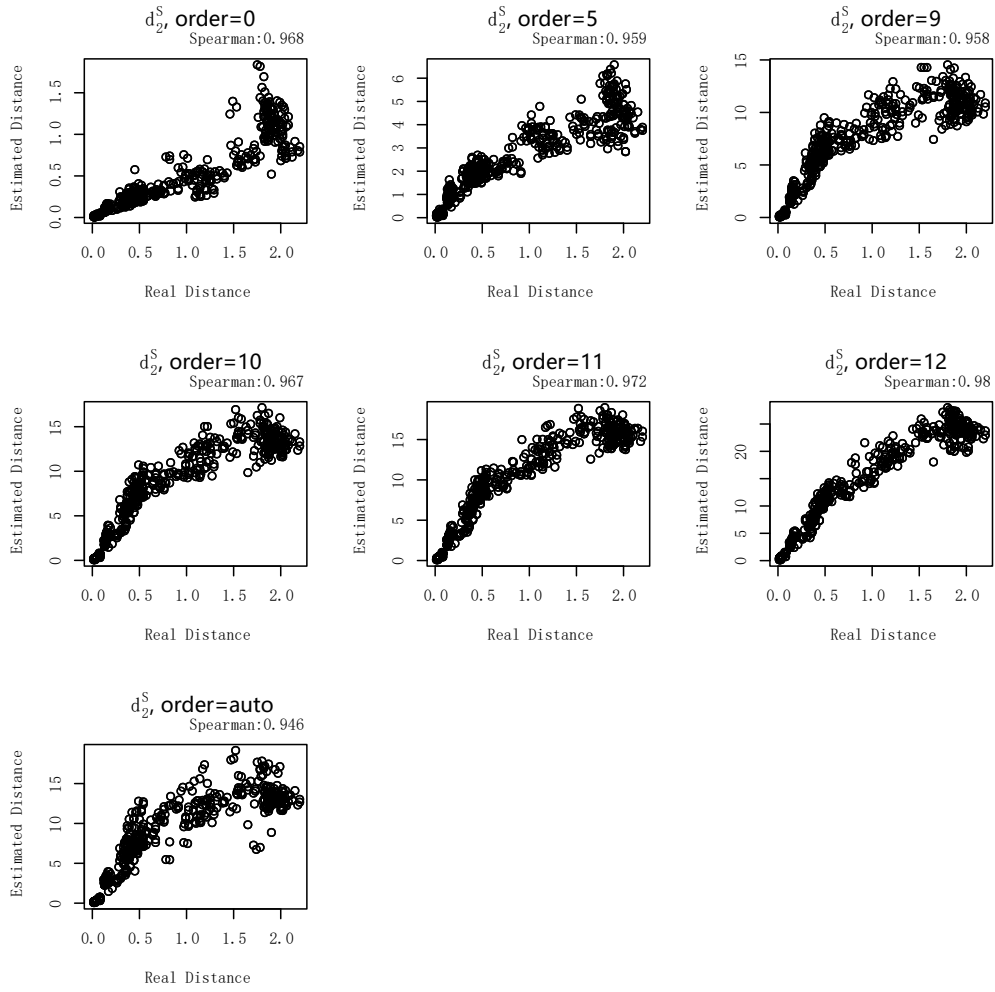 d₂ˢ, order=0
Spearman:0.968
Estimated Distance
0.0 0.5 1.0 1.5
0.0 0.5 1.0 1.5 2.0
Real Distance
d₂ˢ, order=5
Spearman:0.959
Estimated Distance
0 1 2 3 4 5 6
0.0 0.5 1.0 1.5 2.0
Real Distance
d₂ˢ, order=9
Spearman:0.958
Estimated Distance
0 5 10 15
0.0 0.5 1.0 1.5 2.0
Real Distance
d₂ˢ, order=10
Spearman:0.967
Estimated Distance
0 5 10 15
0.0 0.5 1.0 1.5 2.0
Real Distance
d₂ˢ, order=11
Spearman:0.972
Estimated Distance
0 5 10 15
0.0 0.5 1.0 1.5 2.0
Real Distance
d₂ˢ, order=12
Spearman:0.98
Estimated Distance
0 5 10 20
0.0 0.5 1.0 1.5 2.0
Real Distance
d₂ˢ, order=auto
Spearman:0.946
Estimated Distance
0 5 10 15
0.0 0.5 1.0 1.5 2.0
Real Distance